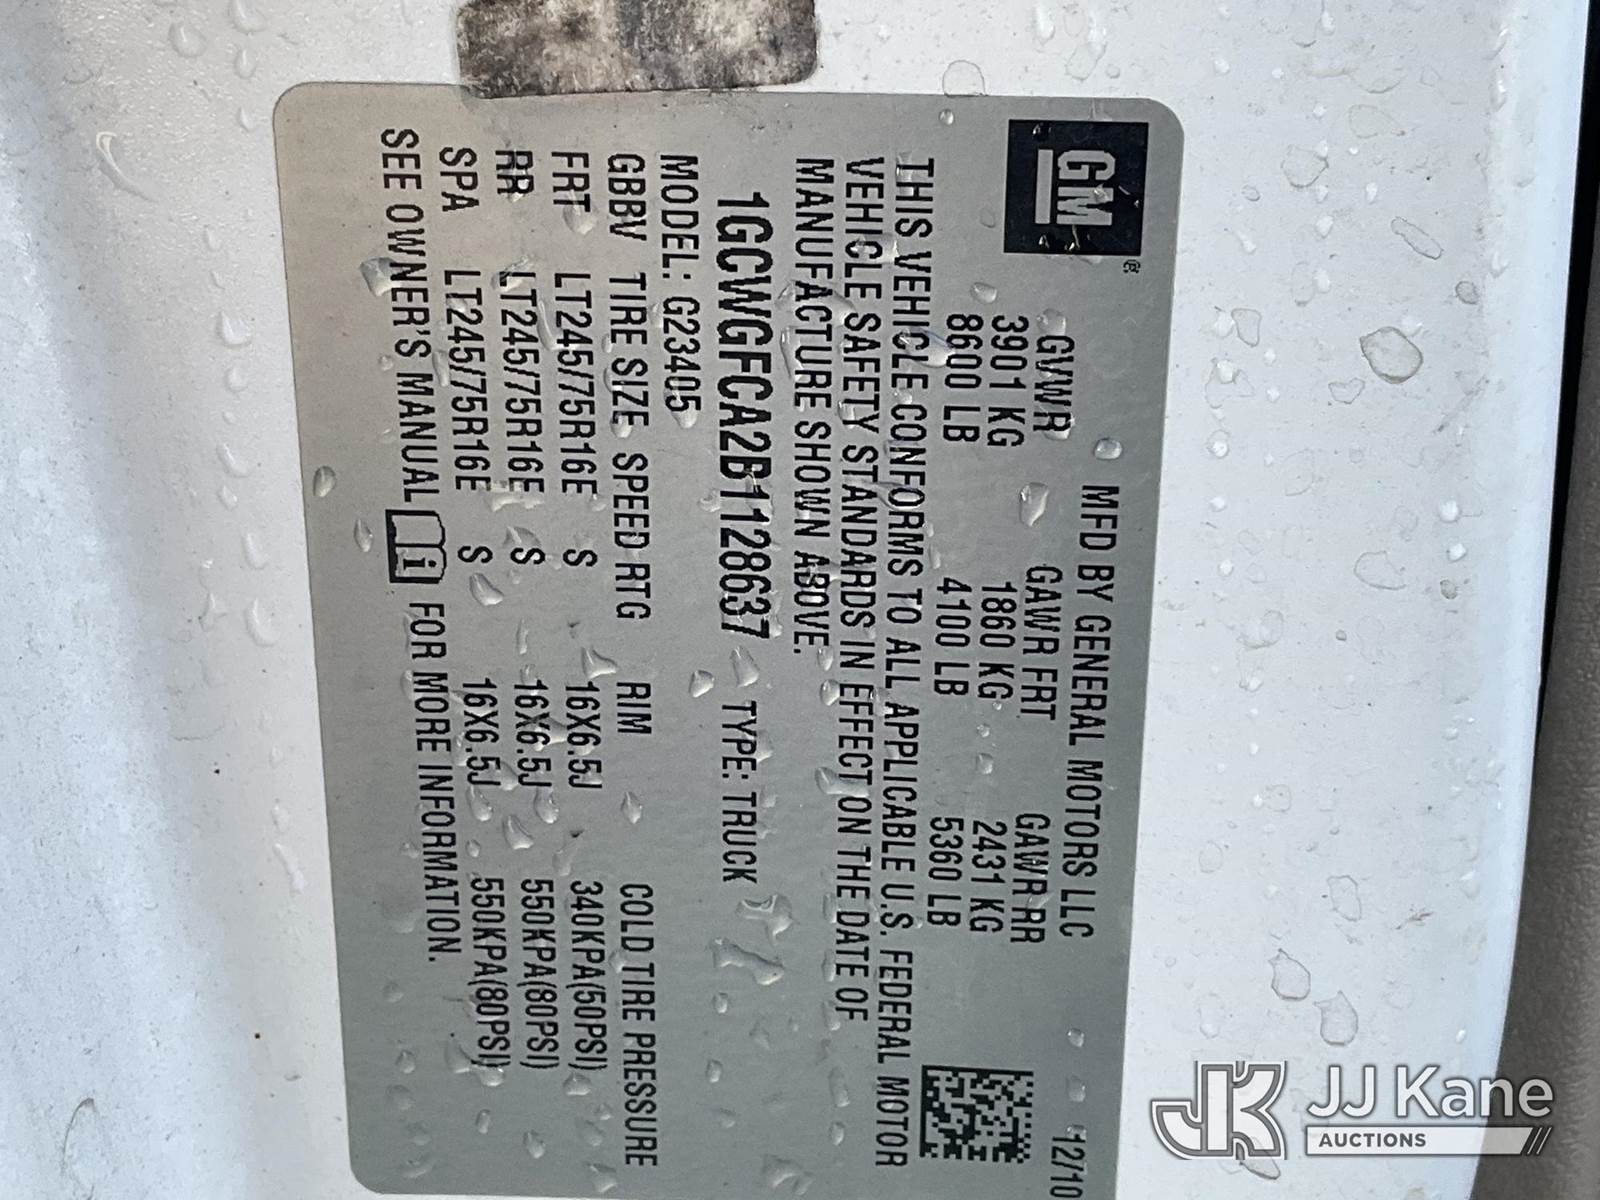 GM ®
MFD BY GENERAL MOTORS LLC 12/10
GVWR GAWR FRT GAWR RR
3901 KG 1860 KG 2431 KG
8600 LB 4100 LB 5360 LB
THIS VEHICLE CONFORMS TO ALL APPLICABLE U.S. FEDERAL MOTOR
VEHICLE SAFETY STANDARDS IN EFFECT ON THE DATE OF
MANUFACTURE SHOWN ABOVE.
1GCWGFCA2B1128637 TYPE: TRUCK
MODEL: G23405
GBBV TIRE SIZE SPEED RTG RIM COLD TIRE PRESSURE
FRT LT245/75R16E S 16X6.5J 340KPA(50PSI)
RR LT245/75R16E S 16X6.5J 550KPA(80PSI)
SPA LT245/75R16E S 16X6.5J 550KPA(80PSI)
SEE OWNER'S MANUAL i FOR MORE INFORMATION.
JK JJ Kane
AUCTIONS